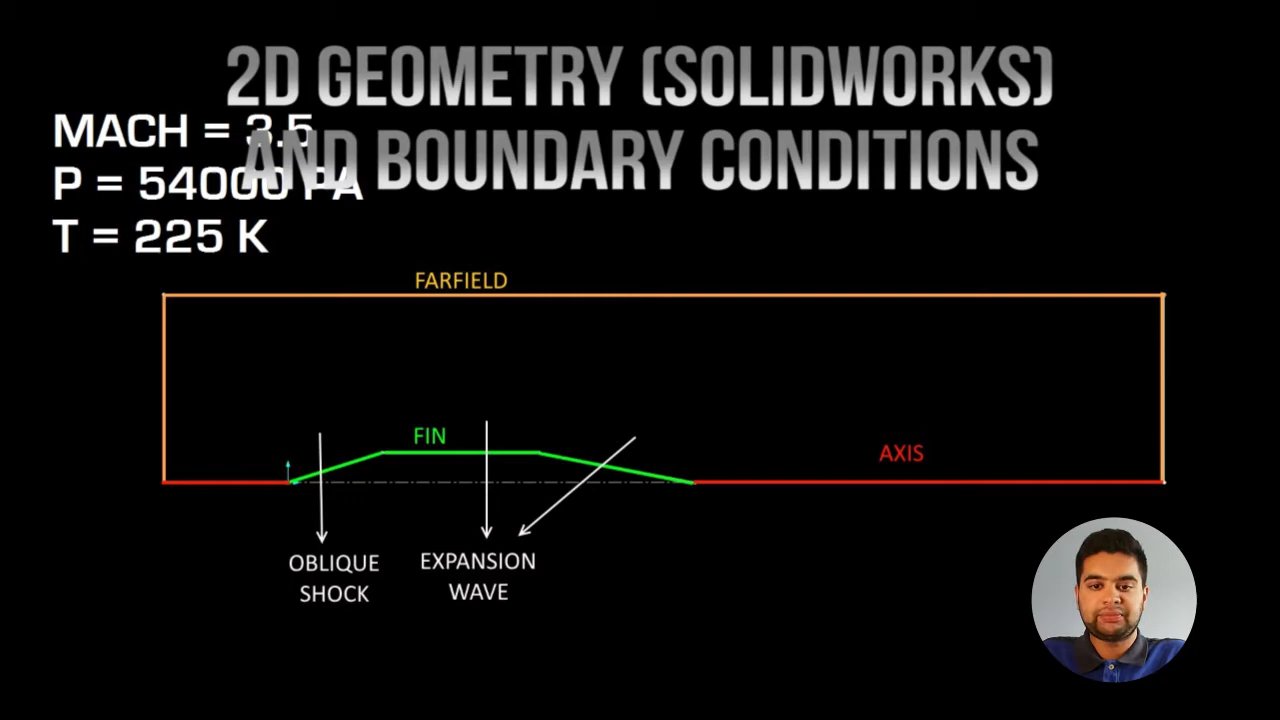 2D GEOMETRY (SOLIDWORKS)
AND BOUNDARY CONDITIONS
MACH = 3.5
P = 54000 PA
T = 225 K
FARFIELD
FIN
AXIS
OBLIQUE
SHOCK
EXPANSION
WAVE